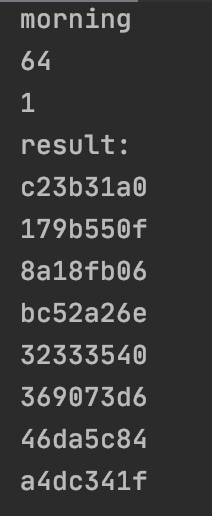 morning
64
1
result:
c23b31a0
179b550f
8a18fb06
bc52a26e
32333540
369073d6
46da5c84
a4dc341f